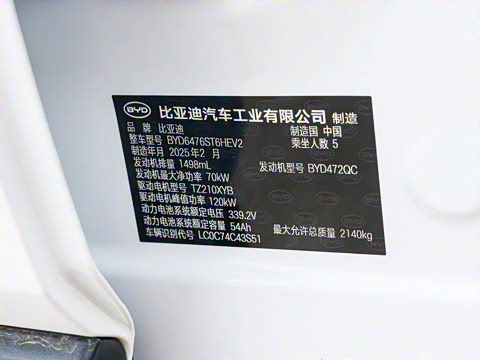 BYD 比亚迪汽车工业有限公司 制造
品 牌 比亚迪 制造国 中国
整车型号 BYD6476ST6HEV2 乘坐人数 5
制造年月 2025年2 月
发动机排量 1498mL 发动机型号 BYD472QC
发动机最大净功率 70kW
驱动电机型号 TZ210XYB
驱动电机峰值功率 120kW
动力电池系统额定电压 339.2V
动力电池系统额定容量 54Ah 最大允许总质量 2140kg
车辆识别代号 LC0C74C43S51